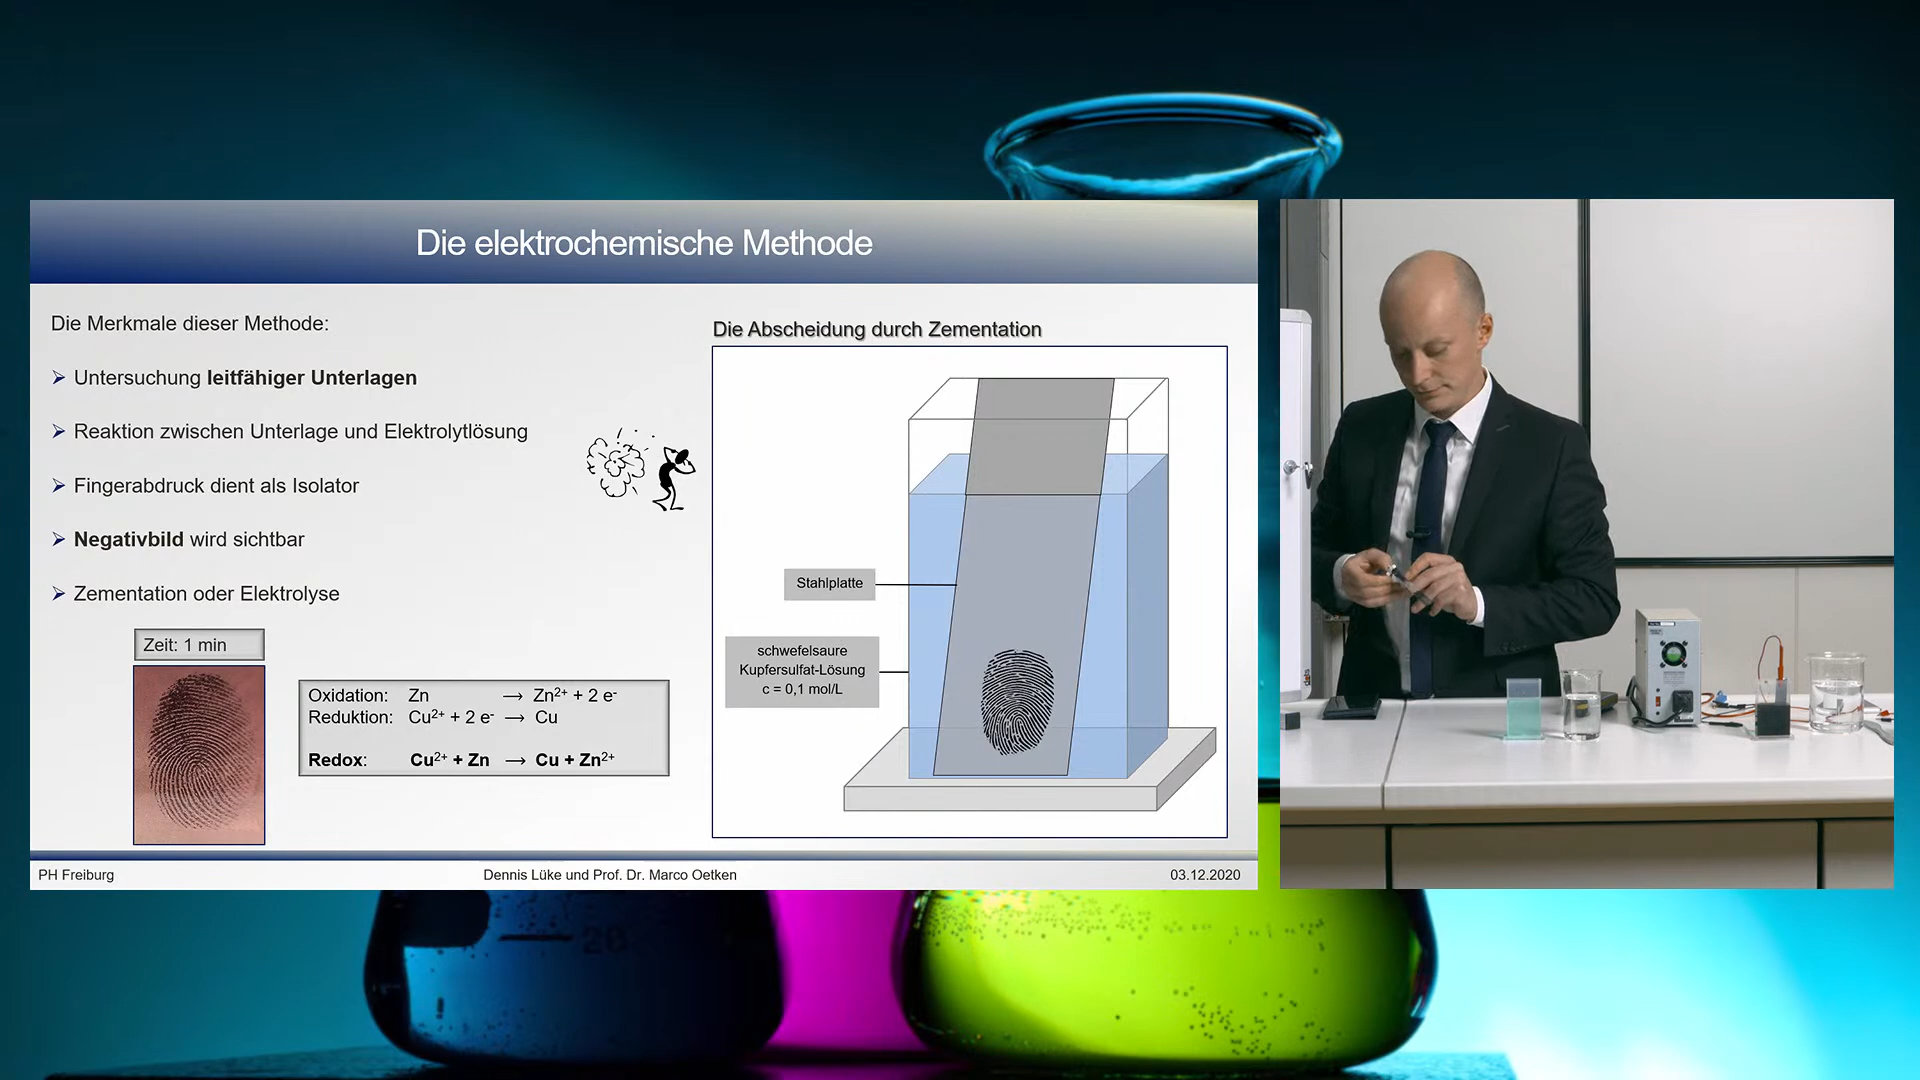 Die elektrochemische Methode
Die Merkmale dieser Methode:
Untersuchung leitfähiger Unterlagen
Reaktion zwischen Unterlage und Elektrolytlösung
Fingerabdruck dient als Isolator
Negativbild wird sichtbar
Zementation oder Elektrolyse
Zeit: 1 min
Oxidation: Zn → Zn²⁺ + 2 e⁻
Reduktion: Cu²⁺ + 2 e⁻ → Cu
Redox: Cu²⁺ + Zn → Cu + Zn²⁺
Die Abscheidung durch Zementation
Stahlplatte
schwefelsaure
Kupfersulfat-Lösung
c = 0,1 mol/L
PH Freiburg
Dennis Lüke und Prof. Dr. Marco Oetken
03.12.2020
20